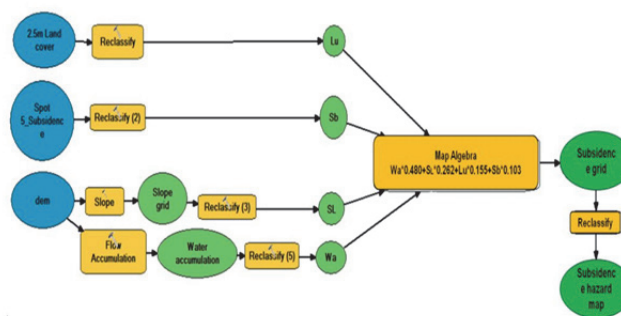 2.5m Land
cover
Reclassify
Lu
Spot
5_Subsidenc
e
Reclassify (2)
Sb
Map Algebra
Wa*0.480+SL*0.262+Lu*0.155+Sb*0.103
Subsidenc
e grid
dem
Slope
Slope
grid
Reclassify (3)
SL
Reclassify
Flow
Accumulation
Water
accumulation
Reclassify (5)
Wa
Subsidenc
e hazard
map